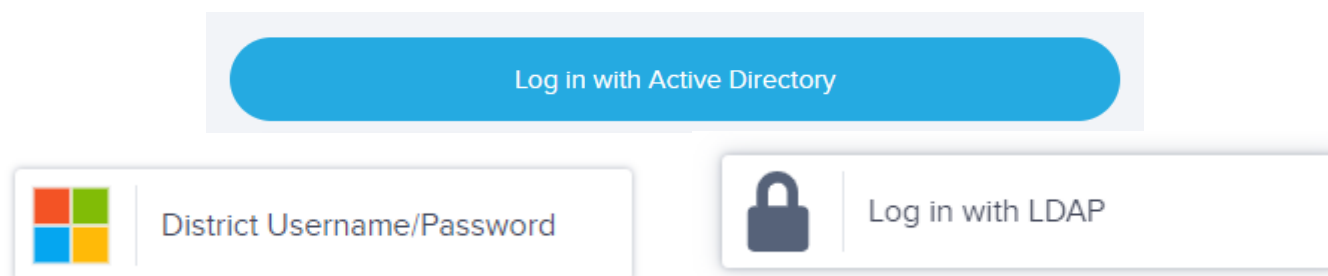 Log in with Active Directory
District Username/Password
Log in with LDAP